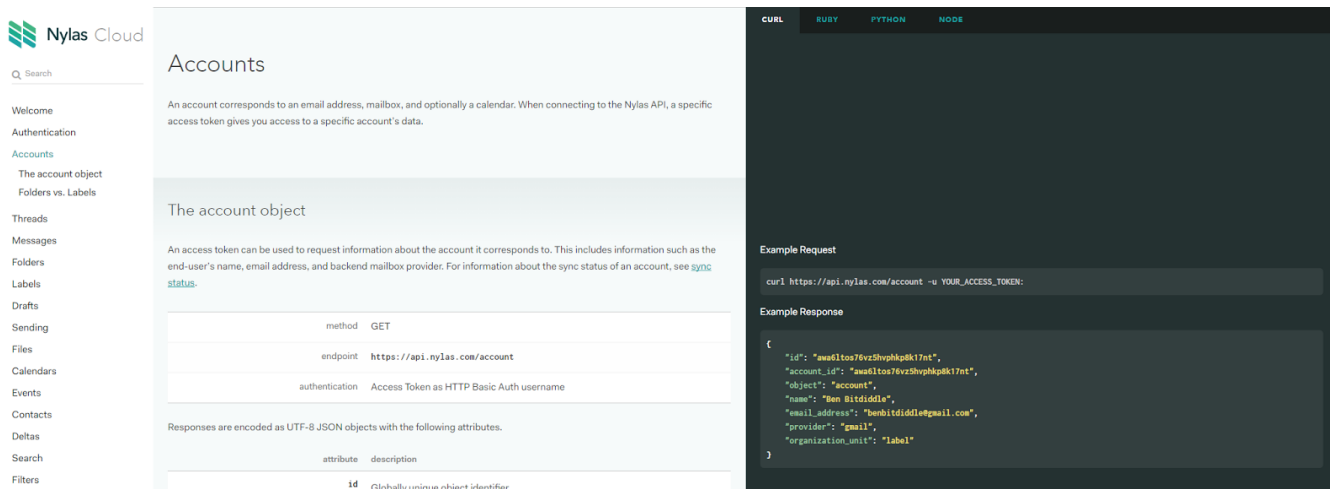 Nylas Cloud
Search
Welcome
Authentication
Accounts
The account object
Folders vs. Labels
Threads
Messages
Folders
Labels
Drafts
Sending
Files
Calendars
Events
Contacts
Deltas
Search
Filters
Accounts
An account corresponds to an email address, mailbox, and optionally a calendar. When connecting to the Nylas API, a specific
access token gives you access to a specific account's data.
The account object
An access token can be used to request information about the account it corresponds to. This includes information such as the
end-user's name, email address, and backend mailbox provider. For information about the sync status of an account, see sync
status.
method GET
endpoint https://api.nylas.com/account
authentication Access Token as HTTP Basic Auth username
Responses are encoded as UTF-8 JSON objects with the following attributes.
attribute description
id Globally unique object identifier
CURL RUBY PYTHON NODE
Example Request
curl https://api.nylas.com/account -u YOUR_ACCESS_TOKEN:
Example Response
{
"id": "awa6ltos76vz5hvphkp8k17nt",
"account_id": "awa6ltos76vz5hvphkp8k17nt",
"object": "account",
"name": "Ben Bitdiddle",
"email_address": "benbitdiddle@gmail.com",
"provider": "gmail",
"organization_unit": "label"
}